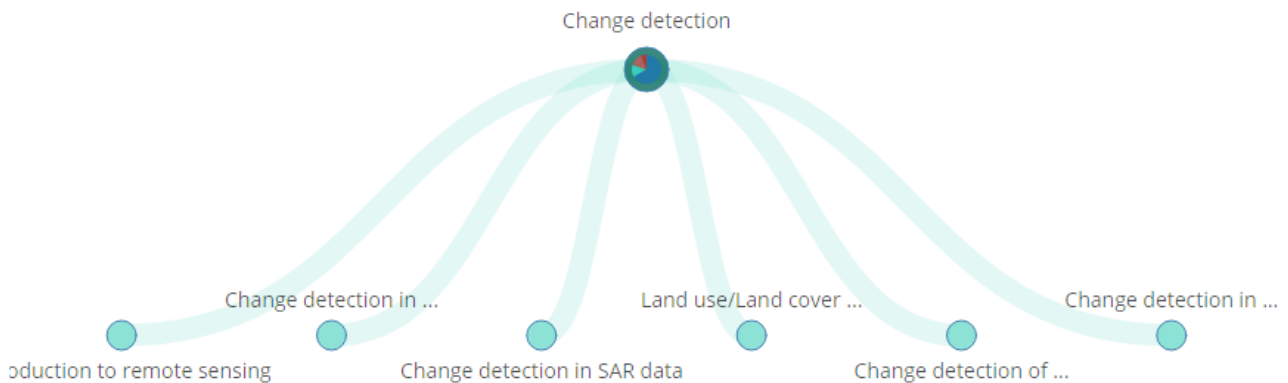 Change detection
Change detection in ...
Land use/Land cover ...
Change detection in ...
oduction to remote sensing
Change detection in SAR data
Change detection of ...